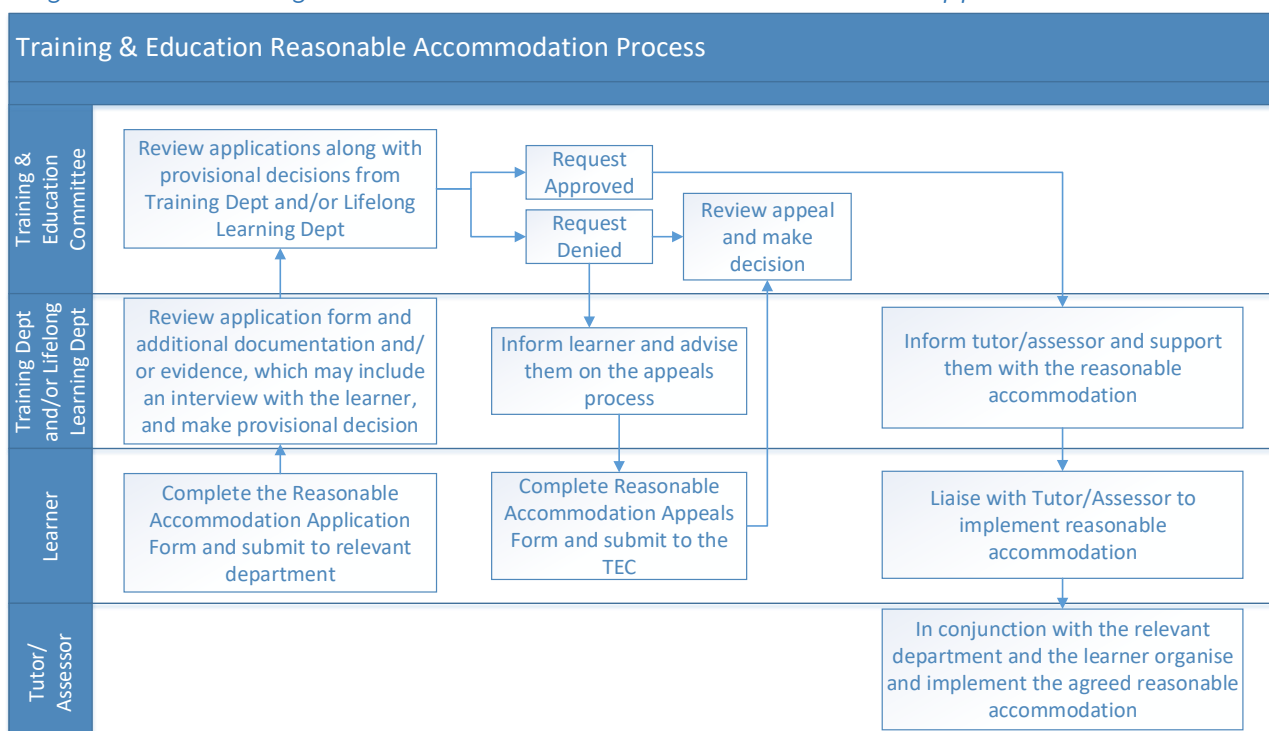 Training & Education Reasonable Accommodation Process
Training &
Education
Committee
Review applications along with
provisional decisions from
Training Dept and/or Lifelong
Learning Dept
Request
Approved
Request
Denied
Review appeal
and make
decision
Training Dept
and/or Lifelong
Learning Dept
Review application form and
additional documentation and/
or evidence, which may include
an interview with the learner,
and make provisional decision
Inform learner and advise
them on the appeals
process
Inform tutor/assessor and support
them with the reasonable
accommodation
Learner
Complete the Reasonable
Accommodation Application
Form and submit to relevant
department
Complete Reasonable
Accommodation Appeals
Form and submit to the
TEC
Liaise with Tutor/Assessor to
implement reasonable
accommodation
Tutor/
Assessor
In conjunction with the relevant
department and the learner organise
and implement the agreed reasonable
accommodation